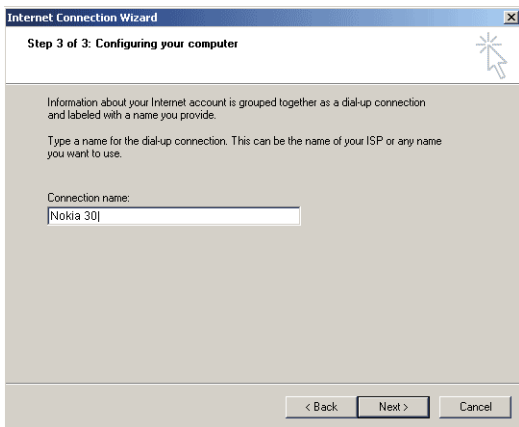 Internet Connection Wizard
Step 3 of 3: Configuring your computer
Information about your Internet account is grouped together as a dial-up connection
and labeled with a name you provide.
Type a name for the dial-up connection. This can be the name of your ISP or any name
you want to use.
Connection name:
Nokia 30
< Back Next > Cancel